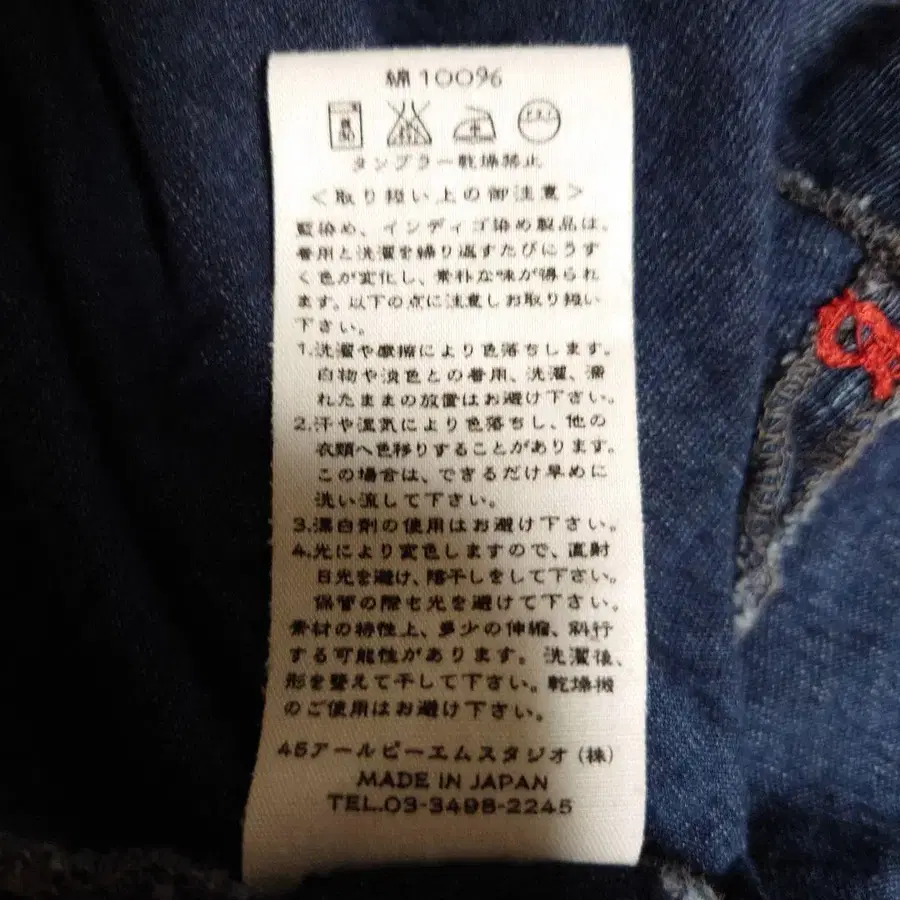 綿100%
タンブラー乾燥禁止
<取り扱い上の御注意>
藍染め、インディゴ染め製品は、
着用と洗濯を繰り返すたびにうす
く色が変化し、素朴な味が得られ
ます。以下の点に注意しお取り扱い
下さい。
1.洗濯や摩擦により色落ちします。
白物や淡色との着用、洗濯、濡
れたままの放置はお避け下さい。
2.汗や湿気により色落ちし、他の
衣類へ色移りすることがあります。
この場合は、できるだけ早めに
洗い流して下さい。
3.漂白剤の使用はお避け下さい。
4.光により変色しますので、直射
日光を避け、陰干しをして下さい。
保管の際も光を避けて下さい。
素材の特性上、多少の伸縮、斜行
する可能性があります。洗濯後、
形を整えて干して下さい。乾燥機
のご使用はお避け下さい。
45アールピーエムスタジオ(株)
MADE IN JAPAN
TEL.03-3498-2245